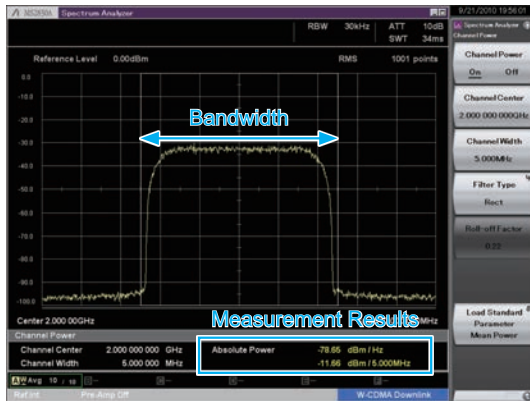 MS2830A Spectrum Analyzer
9/21/2010 19:56:01
RBW 30kHz ATT 10dB
SWT 34ms
Reference Level 0.00dBm RMS 1001 points
0.0
-10.0
-20.0
-30.0
-40.0
-50.0
-60.0
-70.0
-80.0
-90.0
-100.0
Bandwidth
Measurement Results
Center 2.000 00GHz MHz
Channel Power
Channel Center 2.000 000 000 GHz Absolute Power -78.65 dBm / Hz
Channel Width 5.000 000 MHz -11.66 dBm / 5.000MHz
Avg 10 / 10
Ref.Int Pre-Amp Off W-CDMA Downlink
Spectrum Analyzer
Channel Power
Channel Power
On Off
Channel Center
2.000 000 000GHz
Channel Width
5.000MHz
Filter Type
Rect
Roll-off Factor
0.22
Load Standard
Parameter
Mean Power